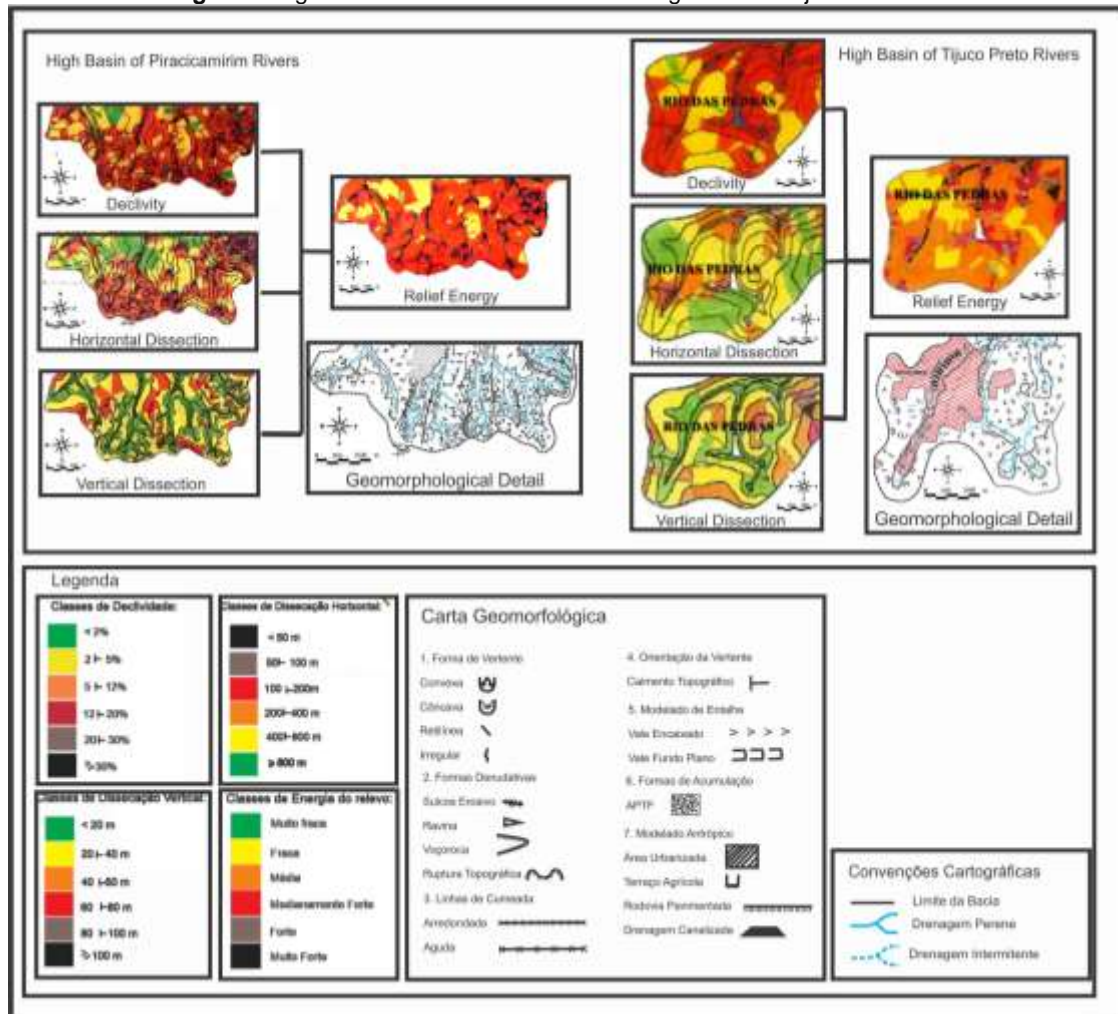 High Basin of Piracicamirim Rivers
Declivity
Horizontal Dissection
Vertical Dissection
Relief Energy
Geomorphological Detail
High Basin of Tijuco Preto Rivers
RIO DAS PEDRAS
Declivity
RIO DAS PEDRAS
Horizontal Dissection
RIO DAS PEDRAS
Vertical Dissection
RIO DAS PEDRAS
Relief Energy
Geomorphological Detail
Legenda
Classes de Declividade:
< 2%
2 ⊢ 5%
5 ⊢ 12%
12 ⊢ 20%
20 ⊢ 30%
Classes de Dissecação Horizontal:
< 50 m
50⊢ 100 m
100 ⊢200m
200⊢400 m
400⊢800 m
≥ 800 m
Classes de Dissecação Vertical:
< 20 m
20 ⊢ 40 m
40 ⊢60 m
60 ⊢80 m
80 ⊢100 m
Classes de Energia do relevo:
Muito fraca
Fraca
Média
Medianamente Forte
Forte
Muito Forte
Carta Geomorfológica
1. Forma de Vertente
Convexa
Côncava
Retilínea
Irregular
2. Formas Denudativas
Sulcos Erosivo
Ravina
Voçoroca
Ruptura Topográfica
3. Linhas de Cumeada
Arredondada
Aguda
4. Orientação da Vertente
Caimento Topográfico
5. Modelado de Entalhe
Vale Encaixado
Vale Fundo Plano
6. Formas de Acumulação
APTF
7. Modelado Antrópico
Área Urbanizada
Terraço Agrícola
Rodovia Pavimentada
Drenagem Canalizada
Convenções Cartográficas
Limite da Bacia
Drenagem Perene
Drenagem Intermitente